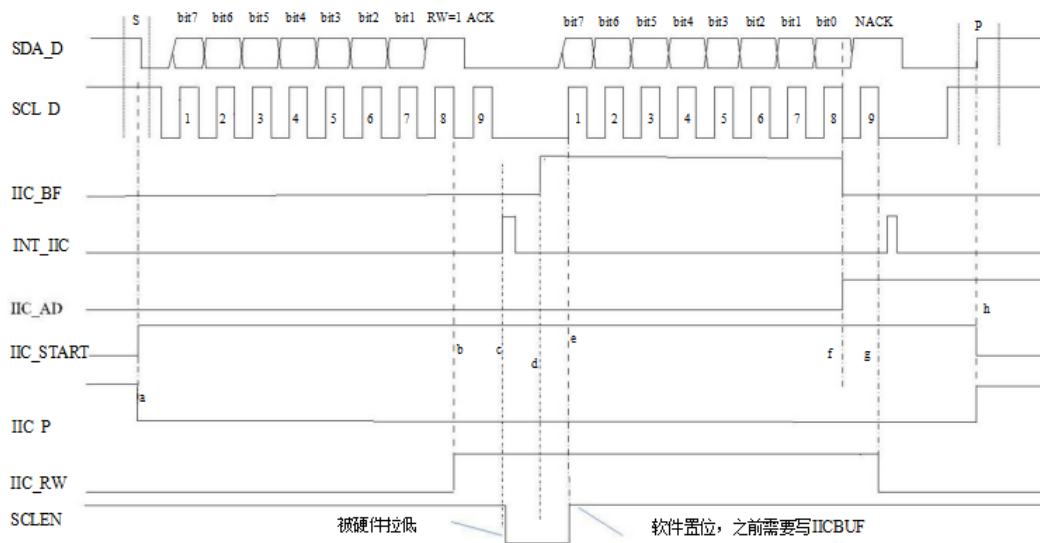 S bit7 bit6 bit5 bit4 bit3 bit2 bit1 RW=1 ACK bit7 bit6 bit5 bit4 bit3 bit2 bit1 bit0 NACK P
SDA_D
SCL D
1 2 3 4 5 6 7 8 9 1 2 3 4 5 6 7 8 9
IIC_BF
INT_IIC
IIC_AD
h
IIC_START
b c d e f g
a
IIC P
IIC_RW
SCLEN
被硬件拉低 软件置位，之前需要写IICBUF